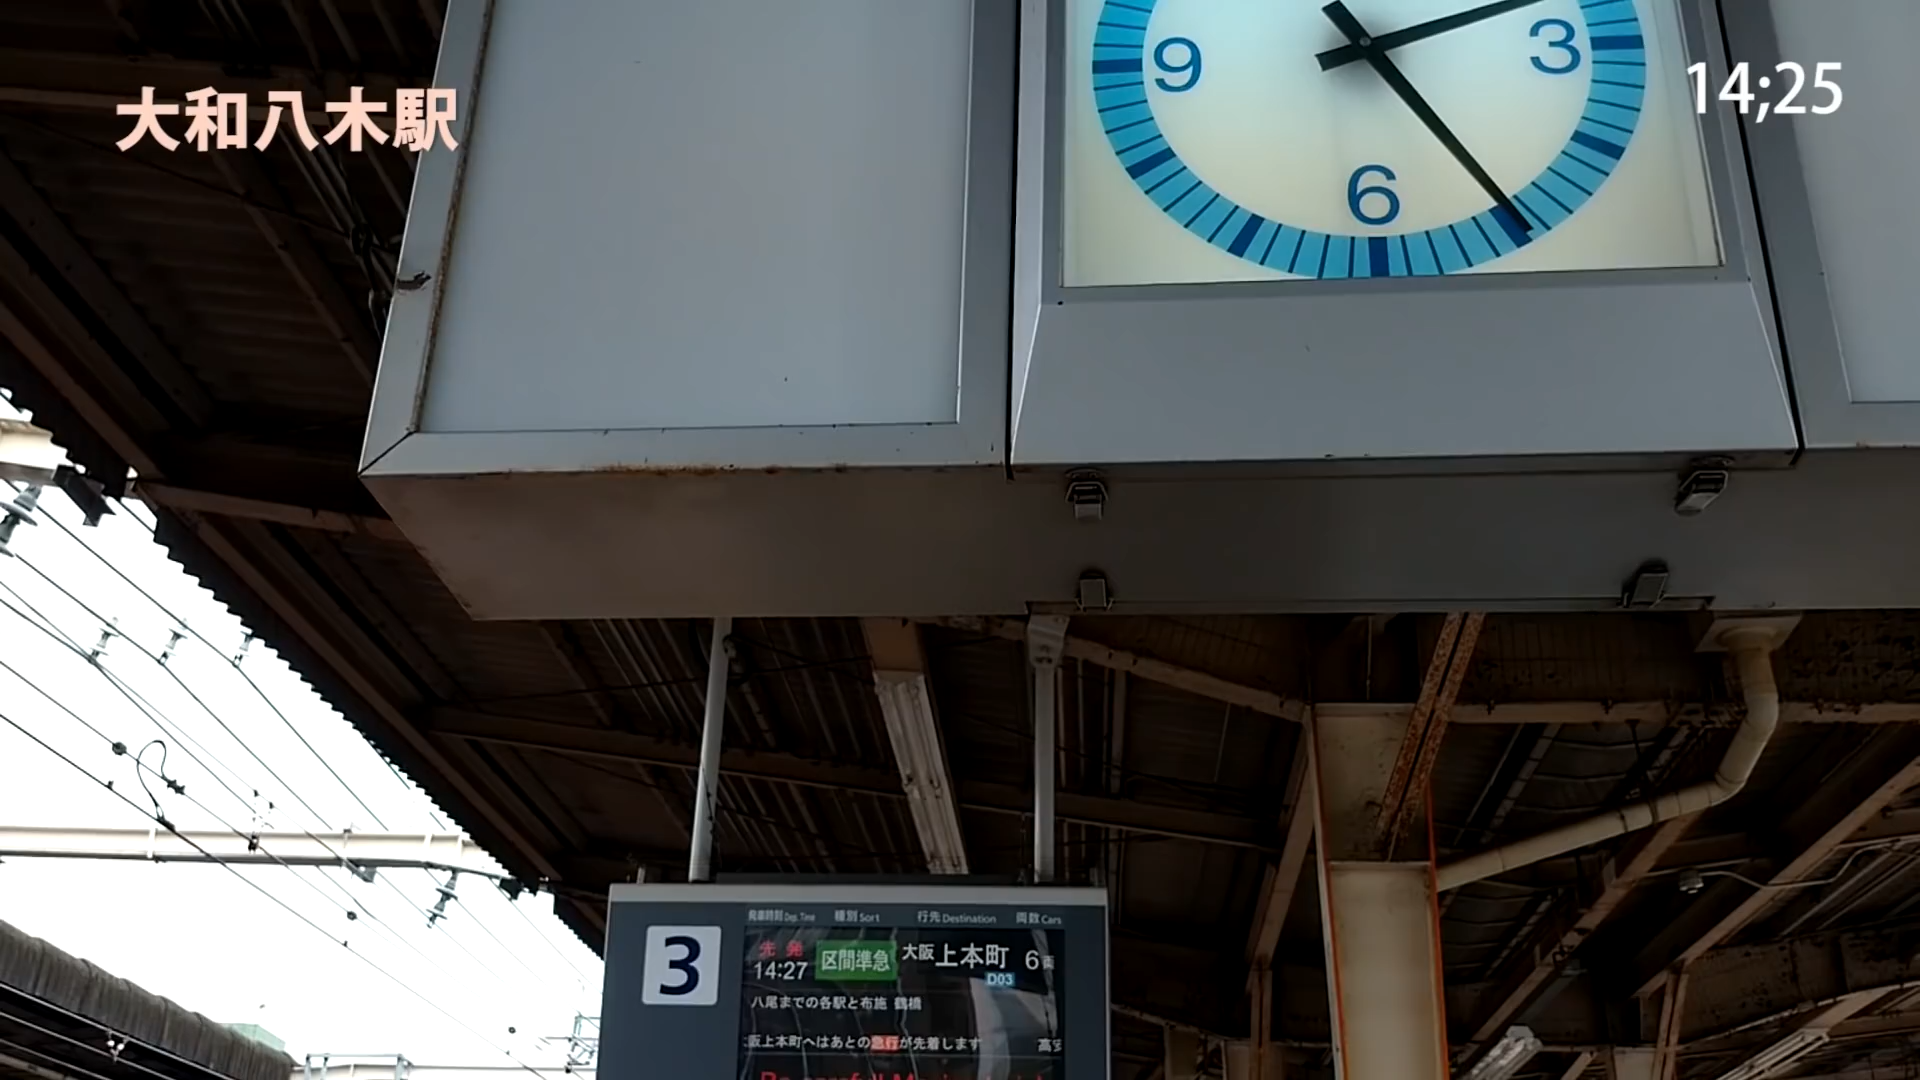 大和八木駅
14;25
9
3
6
3
発車時刻 Dep.Time 種別 Sort 行先 Destination 両数 Cars
先発
14:27 区間準急 大阪上本町 6両
D03
八尾までの各駅と布施 鶴橋
阪上本町へはあとの急行が先着します 高安